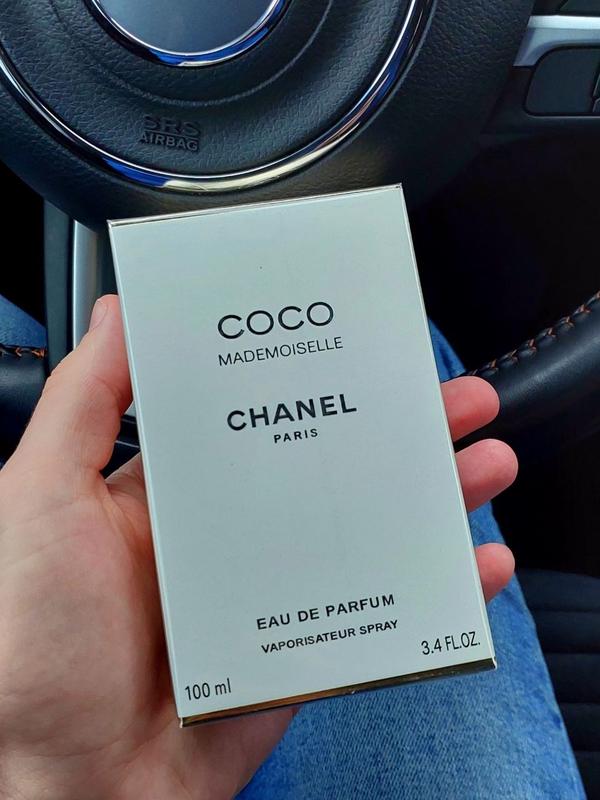 SRS
AIRBAG
COCO
MADEMOISELLE
CHANEL
PARIS
EAU DE PARFUM
VAPORISATEUR SPRAY
100 ml
3.4 FL.OZ.